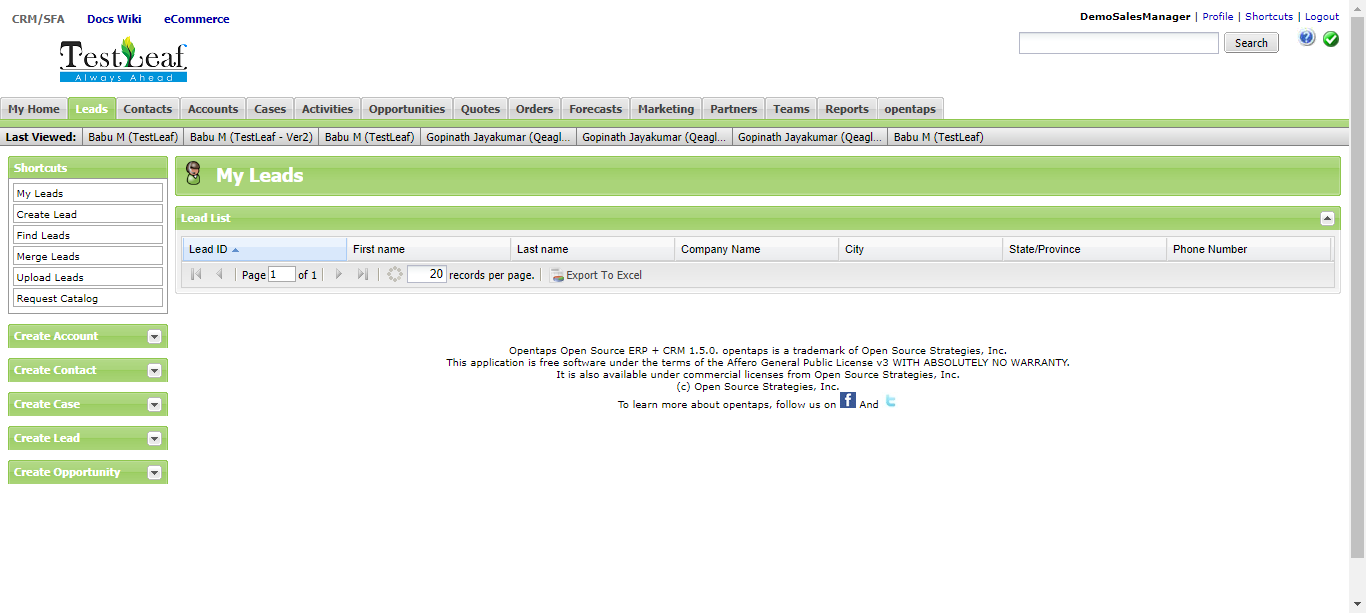 CRM/SFA Docs Wiki eCommerce
DemoSalesManager | Profile | Shortcuts | Logout
TestLeaf
Always Ahead
Search
My Home Leads Contacts Accounts Cases Activities Opportunities Quotes Orders Forecasts Marketing Partners Teams Reports opentaps
Last Viewed: Babu M (TestLeaf) Babu M (TestLeaf - Ver2) Babu M (TestLeaf) Gopinath Jayakumar (Qeagl... Gopinath Jayakumar (Qeagl... Gopinath Jayakumar (Qeagl... Babu M (TestLeaf)
Shortcuts
My Leads
Create Lead
Find Leads
Merge Leads
Upload Leads
Request Catalog
Create Account
Create Contact
Create Case
Create Lead
Create Opportunity
My Leads
Lead List
Lead ID First name Last name Company Name City State/Province Phone Number
Page 1 of 1 20 records per page. Export To Excel
Opentaps Open Source ERP + CRM 1.5.0. opentaps is a trademark of Open Source Strategies, Inc.
This application is free software under the terms of the Affero General Public License v3 WITH ABSOLUTELY NO WARRANTY.
It is also available under commercial licenses from Open Source Strategies, Inc.
(c) Open Source Strategies, Inc.
To learn more about opentaps, follow us on f And t